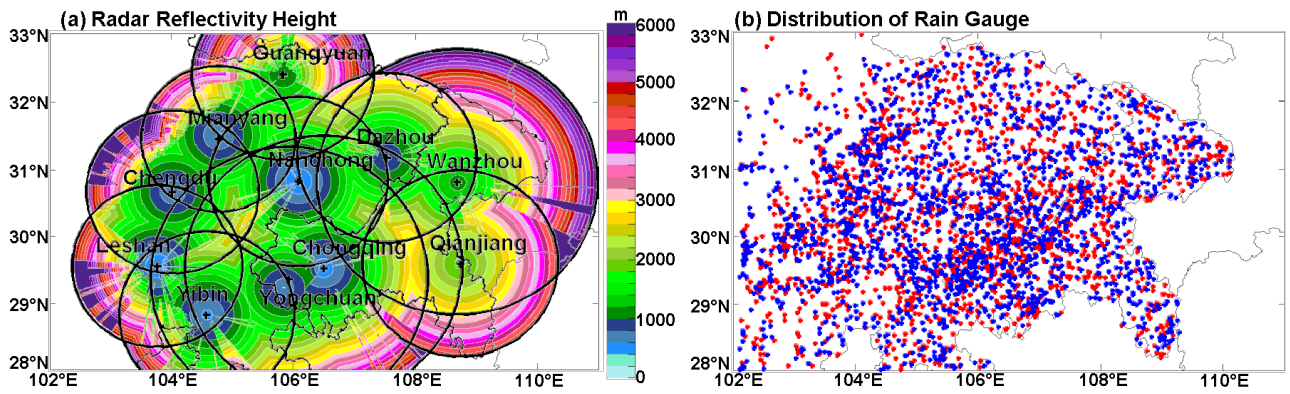 (a) Radar Reflectivity Height
m
33°N
32°N
31°N
30°N
29°N
28°N
102°E
104°E
106°E
108°E
110°E
Guangyuan
Mianyang
Dazhou
Nanchong
Wanzhou
Chengdu
Leshan
Chongqing
Qianjiang
Yibin
Yongchuan
6000
5000
4000
3000
2000
1000
0
(b) Distribution of Rain Gauge
33°N
32°N
31°N
30°N
29°N
28°N
102°E
104°E
106°E
108°E
110°E